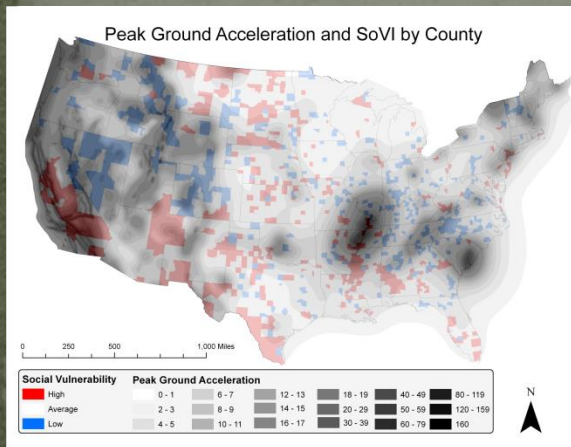 Peak Ground Acceleration and SoVI by County
0 250 500 1,000 Miles
N
Social Vulnerability
High
Average
Low
Peak Ground Acceleration
0 - 1 6 - 7 12 - 13 18 - 19 40 - 49 80 - 119
2 - 3 8 - 9 14 - 15 20 - 29 50 - 59 120 - 159
4 - 5 10 - 11 16 - 17 30 - 39 60 - 79 160